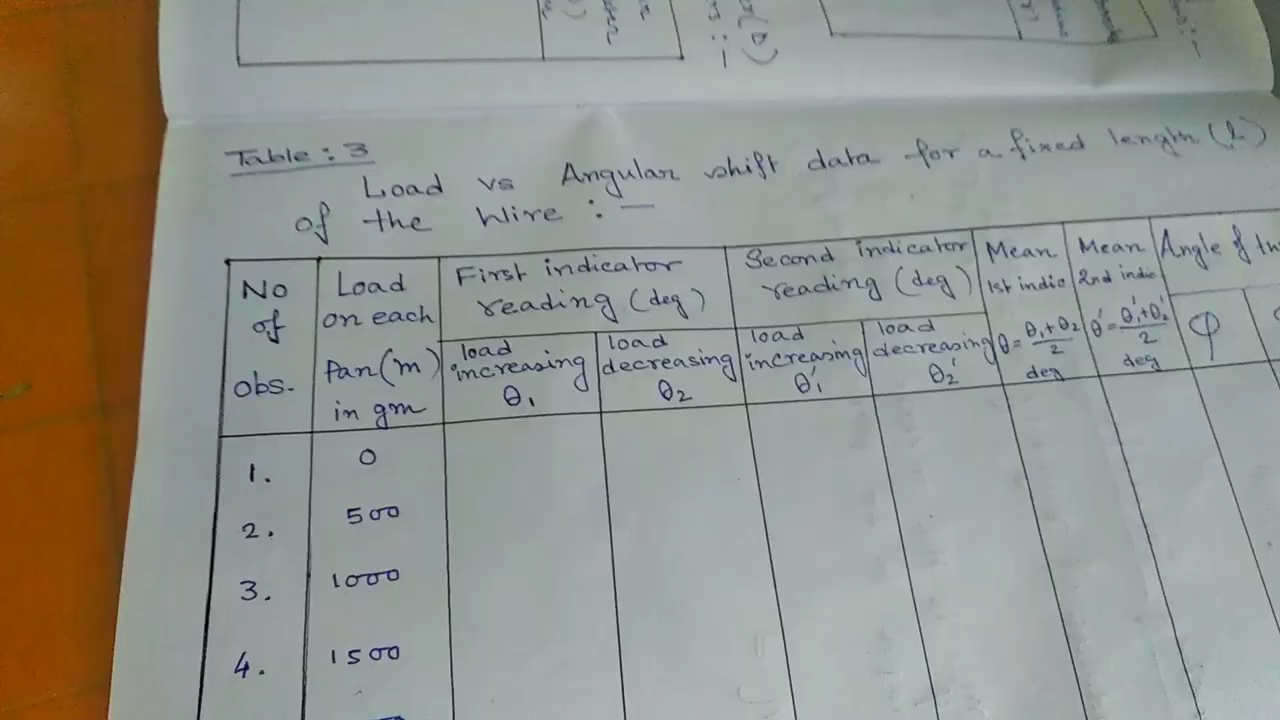 Table : 3
Load vs Angular shift data for a fixed length (l)
of the Wire : —
No of obs.
Load on each Pan (m) in gm
First indicator reading (deg)
load increasing θ₁
load decreasing θ₂
Second indicator reading (deg)
load increasing θ₁′
load decreasing θ₂′
Mean 1st indic θ = θ₁+θ₂/2 deg
Mean 2nd indic θ′ = θ₁′+θ₂′/2 deg
Angle of
φ
1. 0
2. 500
3. 1000
4. 1500